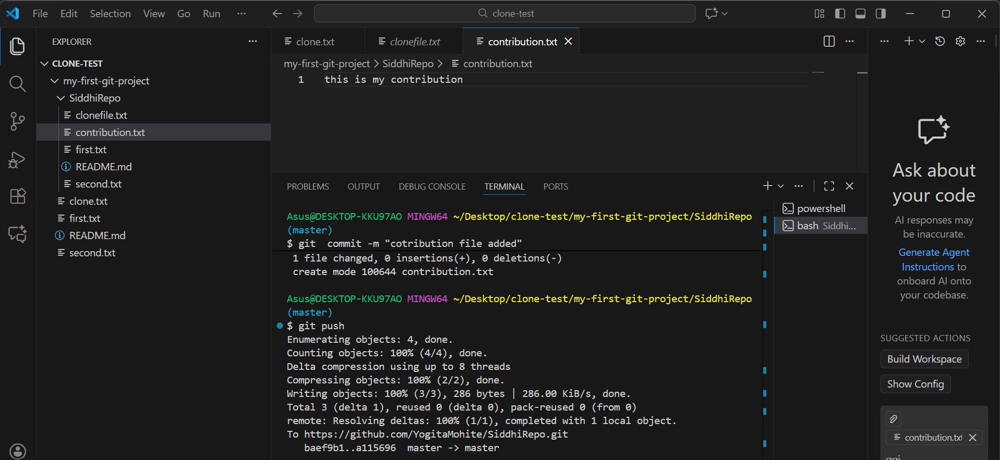 File Edit Selection View Go Run ··· clone-test
EXPLORER ···
CLONE-TEST
my-first-git-project
SiddhiRepo
clonefile.txt
contribution.txt
first.txt
README.md
second.txt
clone.txt
first.txt
README.md
second.txt
clone.txt clonefile.txt contribution.txt
my-first-git-project > SiddhiRepo > contribution.txt
1 this is my contribution
PROBLEMS OUTPUT DEBUG CONSOLE TERMINAL PORTS
Asus@DESKTOP-KKU97AO MINGW64 ~/Desktop/clone-test/my-first-git-project/SiddhiRepo
(master)
$ git  commit -m "cotribution file added"
1 file changed, 0 insertions(+), 0 deletions(-)
create mode 100644 contribution.txt
Asus@DESKTOP-KKU97AO MINGW64 ~/Desktop/clone-test/my-first-git-project/SiddhiRepo
(master)
$ git push
Enumerating objects: 4, done.
Counting objects: 100% (4/4), done.
Delta compression using up to 8 threads
Compressing objects: 100% (2/2), done.
Writing objects: 100% (3/3), 286 bytes | 286.00 KiB/s, done.
Total 3 (delta 1), reused 0 (delta 0), pack-reused 0 (from 0)
remote: Resolving deltas: 100% (1/1), completed with 1 local object.
To https://github.com/YogitaMohite/SiddhiRepo.git
baef9b1..a115696  master -> master
powershell
bash Siddhi...
Ask about
your code
AI responses may
be inaccurate.
Generate Agent
Instructions to
onboard AI onto
your codebase.
SUGGESTED ACTIONS
Build Workspace
Show Config
contribution.txt